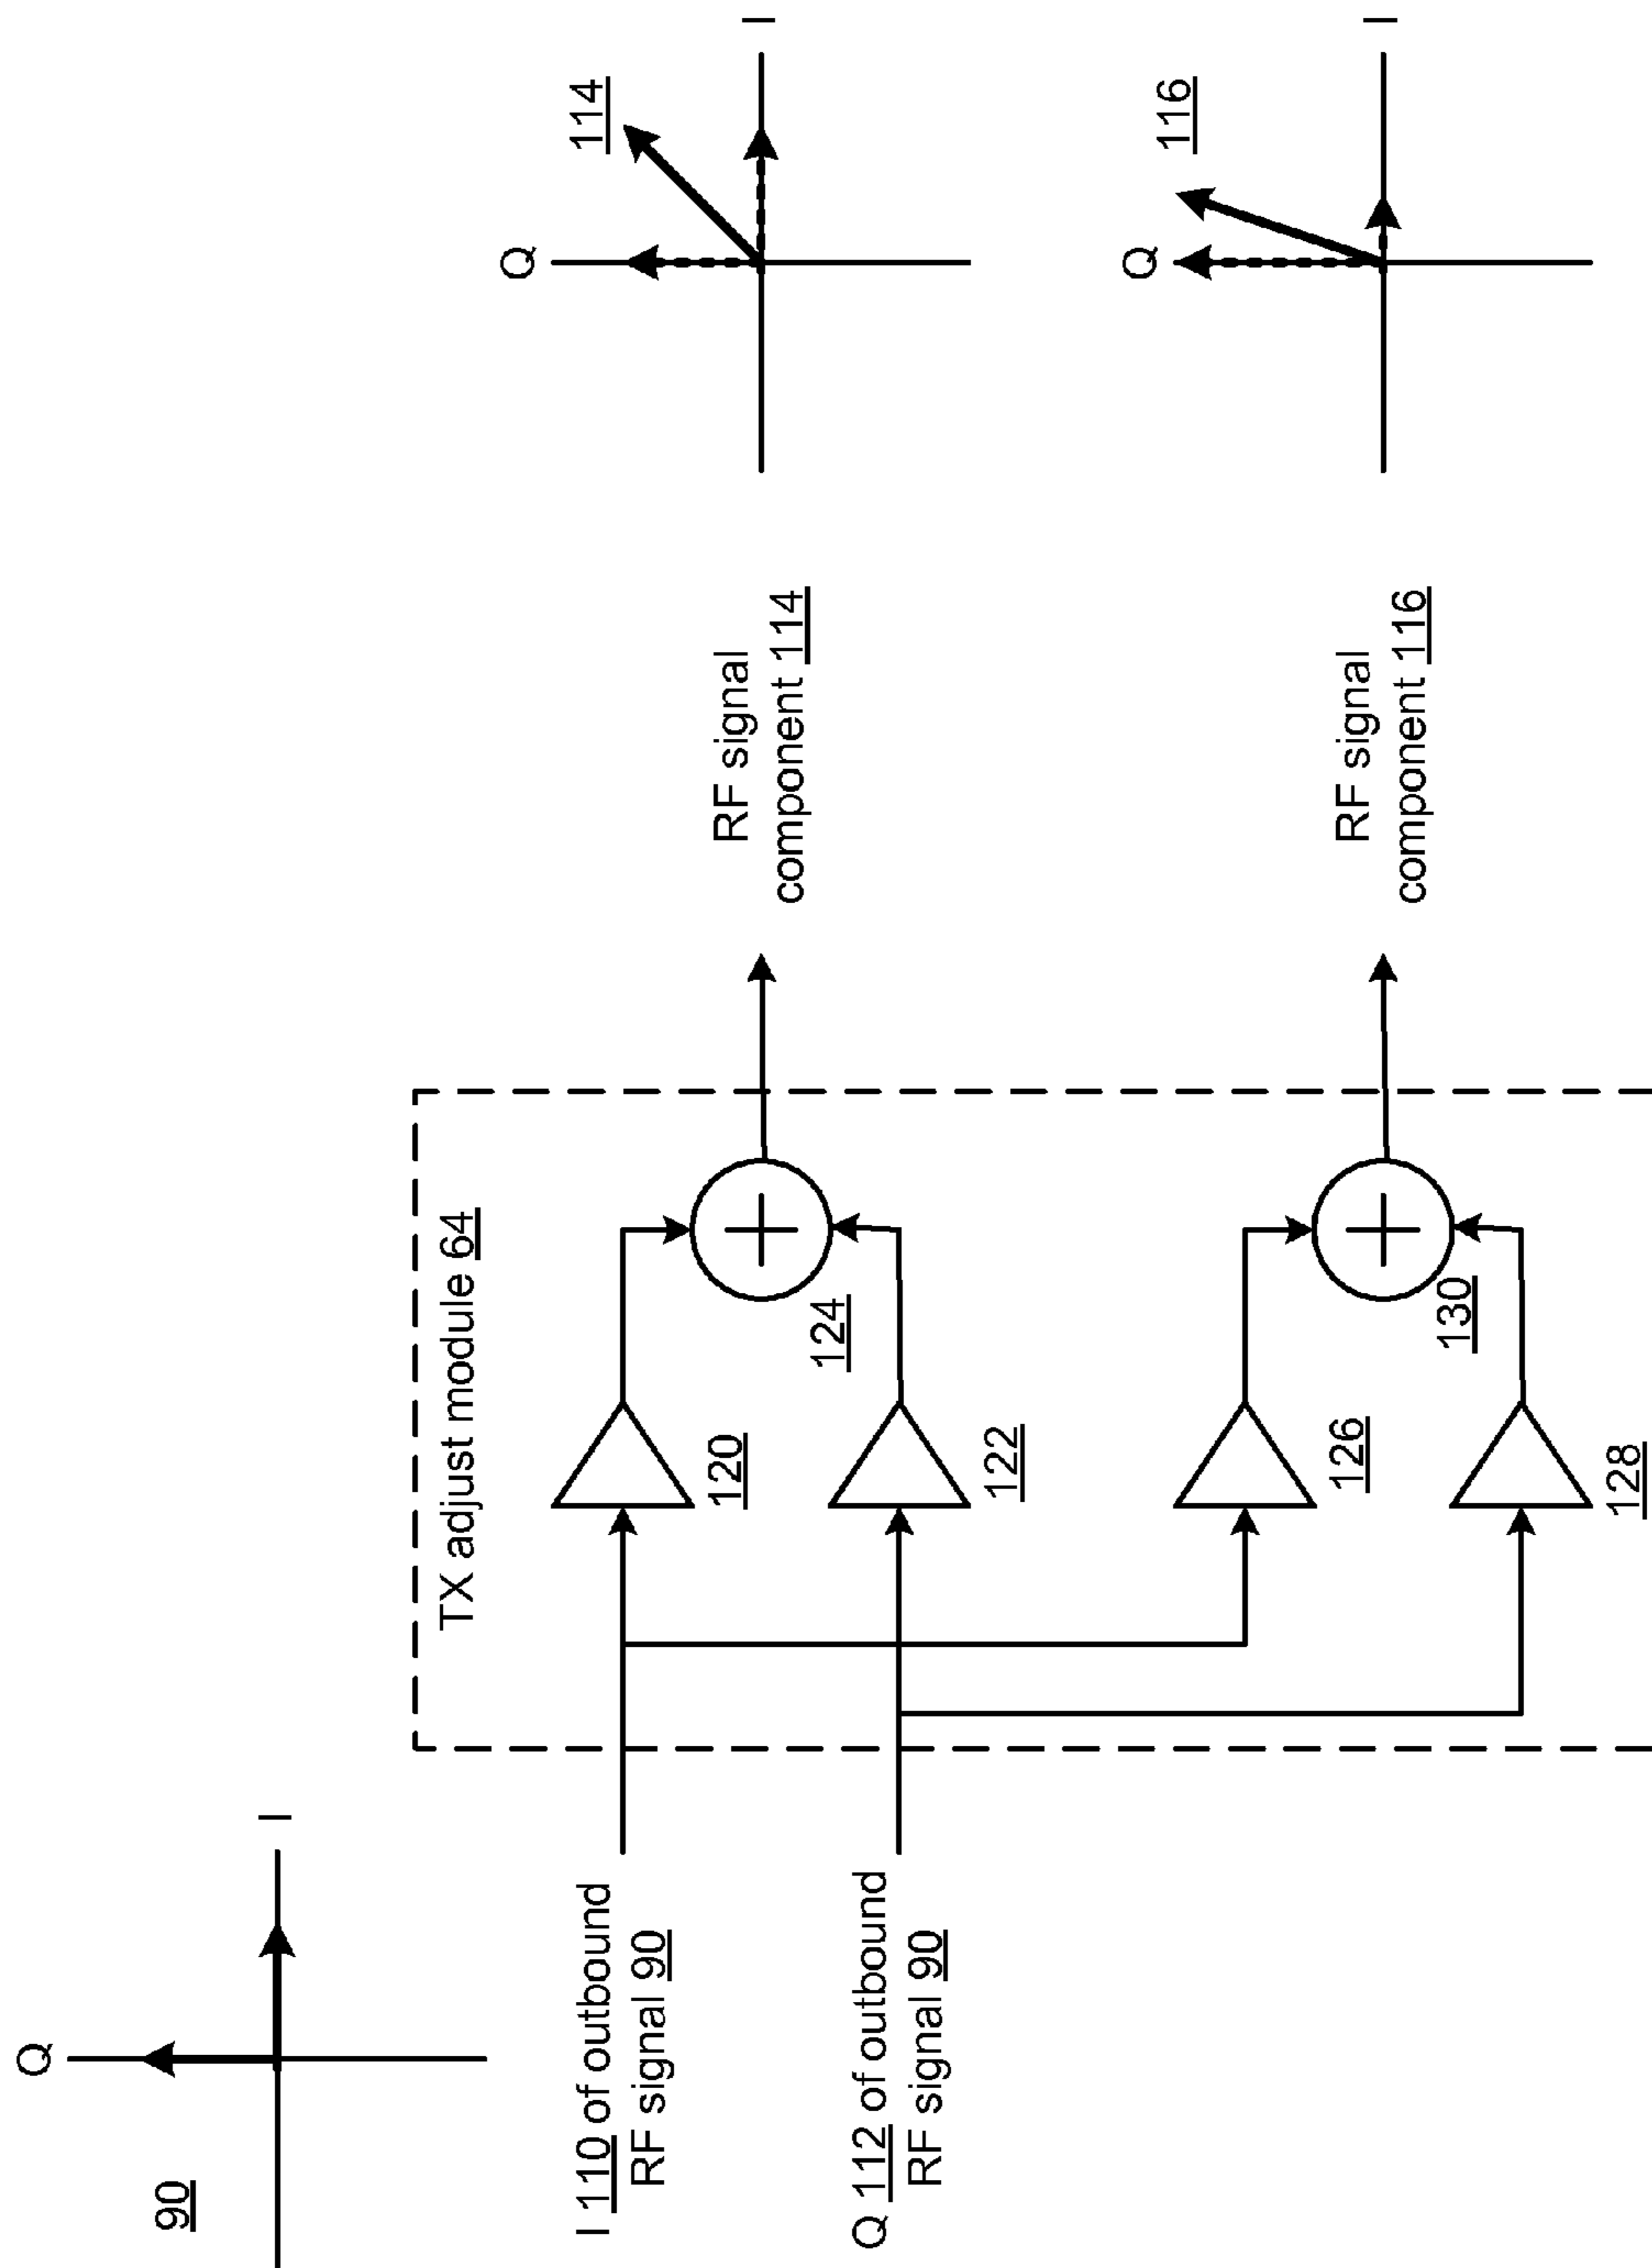 Q
I
90
I 110 of outbound
RF signal 90
Q 112 of outbound
RF signal 90
TX adjust module 64
120
122
124
126
128
130
RF signal
component 114
RF signal
component 116
Q
I
114
Q
I
116